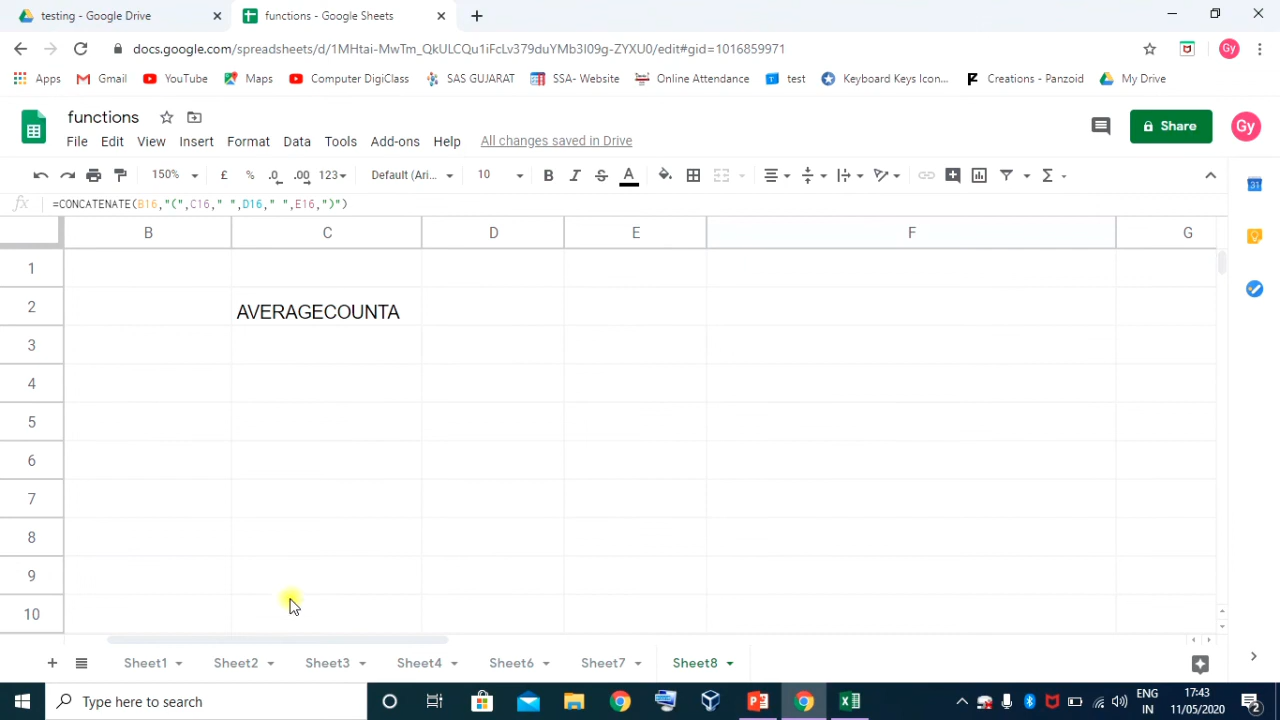 testing - Google Drive
functions - Google Sheets
docs.google.com/spreadsheets/d/1MHtai-MwTm_QkULCQu1iFcLv379duYMb3I09g-ZYXU0/edit#gid=1016859971
Gy
Apps Gmail YouTube Maps Computer DigiClass SAS GUJARAT SSA- Website Online Attendance test Keyboard Keys Icon... Creations - Panzoid My Drive
functions
Share
Gy
File Edit View Insert Format Data Tools Add-ons Help All changes saved in Drive
150% £ % .0 .00 123 Default (Ari... 10 B I S A Σ
31
fx =CONCATENATE(B16,"(",C16," ",D16," ",E16,")")
B C D E F G
1
2 AVERAGECOUNTA
3
4
5
6
7
8
9
10
Sheet1 Sheet2 Sheet3 Sheet4 Sheet6 Sheet7 Sheet8
Type here to search
ENG 17:43
IN 11/05/2020
2